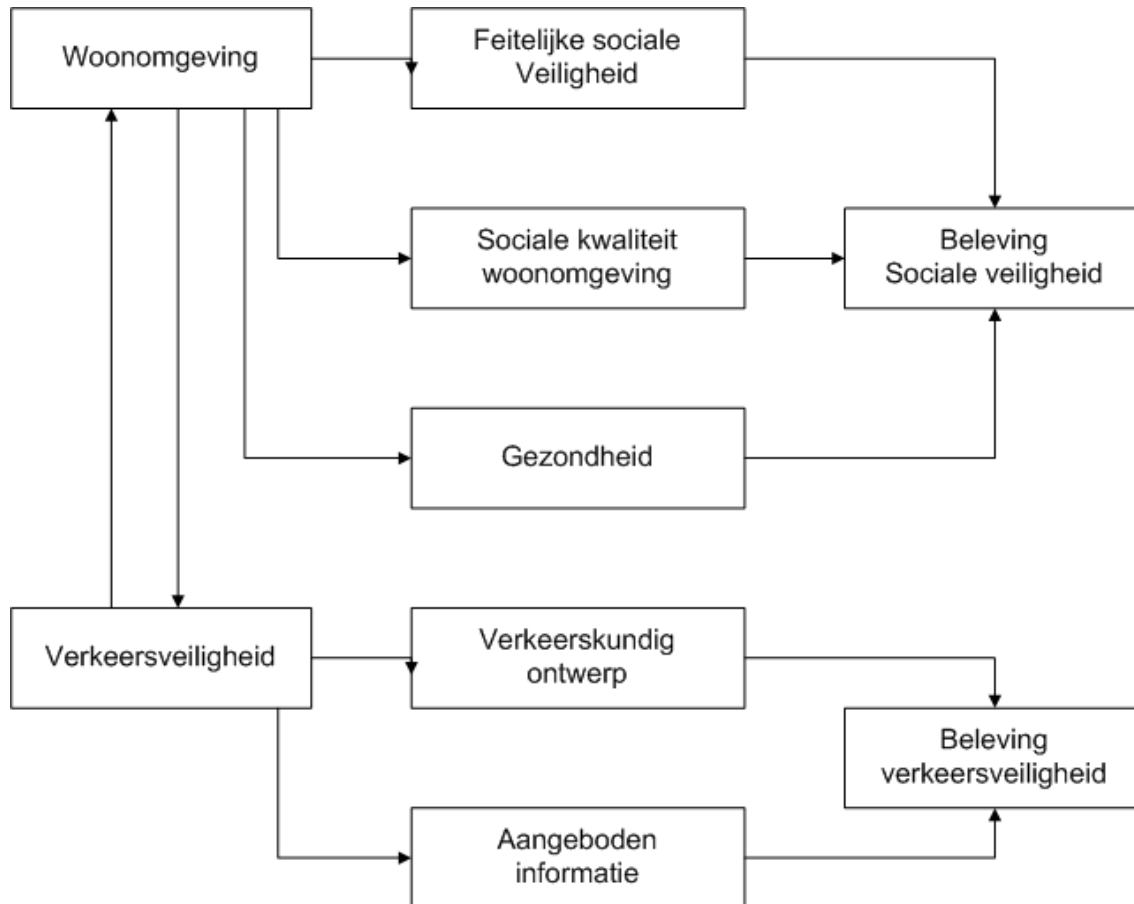 Woonomgeving
Feitelijke sociale
Veiligheid
Sociale kwaliteit
woonomgeving
Beleving
Sociale veiligheid
Gezondheid
Verkeersveiligheid
Verkeerskundig
ontwerp
Beleving
verkeersveiligheid
Aangeboden
informatie